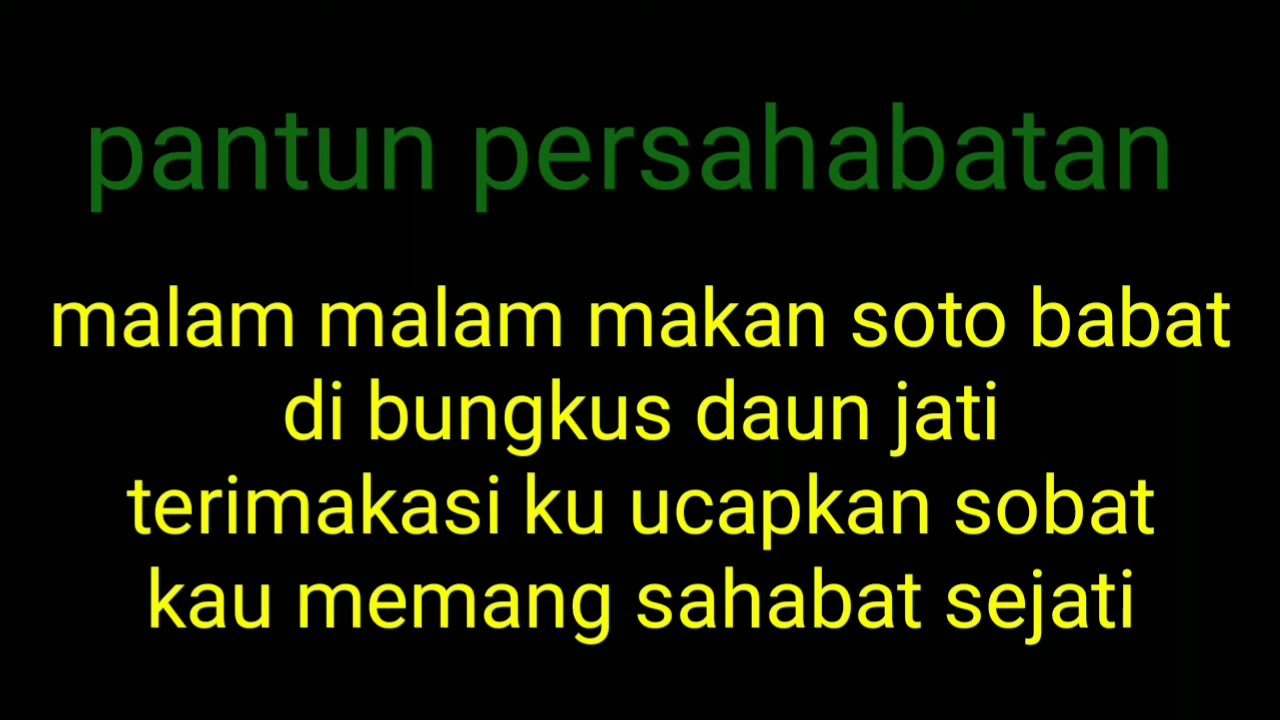 pantun persahabatan
malam malam makan soto babat
di bungkus daun jati
terimakasi ku ucapkan sobat
kau memang sahabat sejati